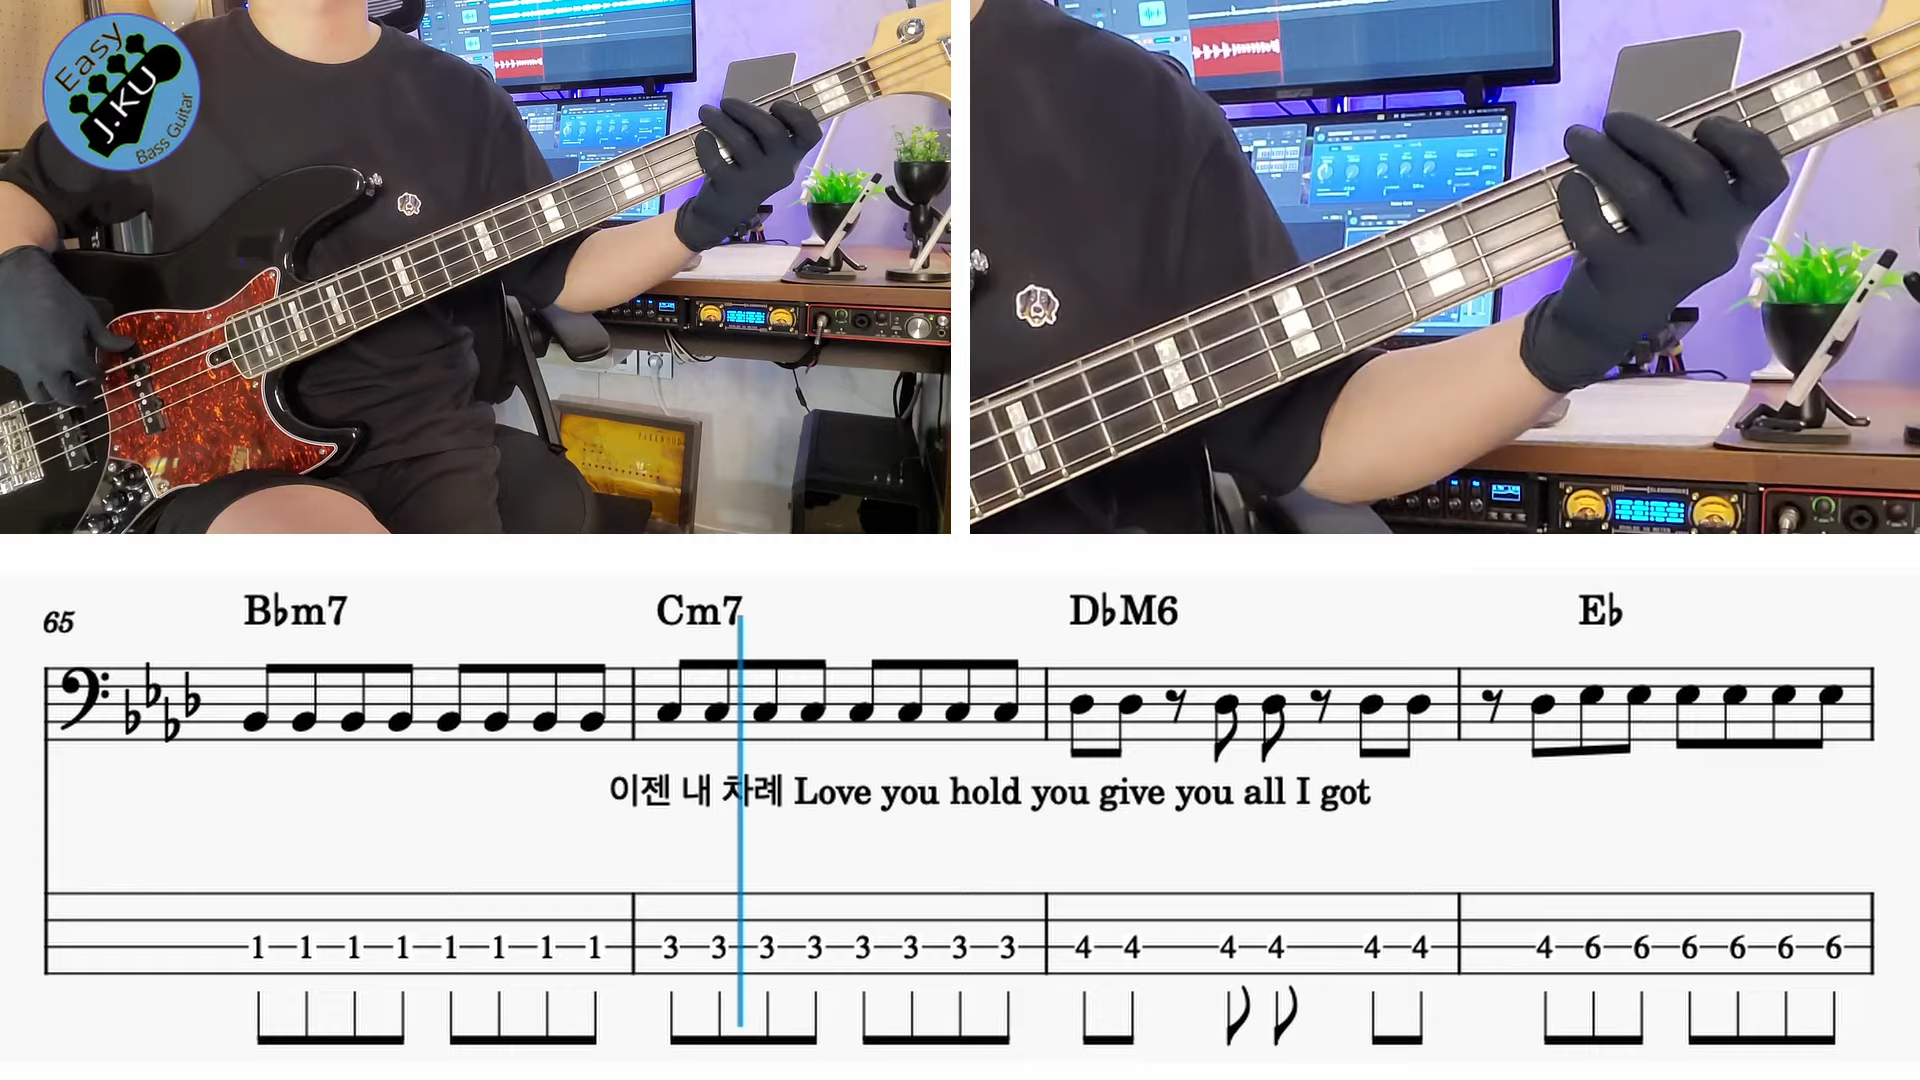 Easy
J.KU
Bass Guitar
PARKWOOD
65 B♭m7 Cm7 D♭M6 E♭
이젠 내 차례 Love you hold you give you all I got
1 1 1 1 1 1 1 1 3 3 3 3 3 3 3 3 4 4 4 4 4 4 4 6 6 6 6 6 6